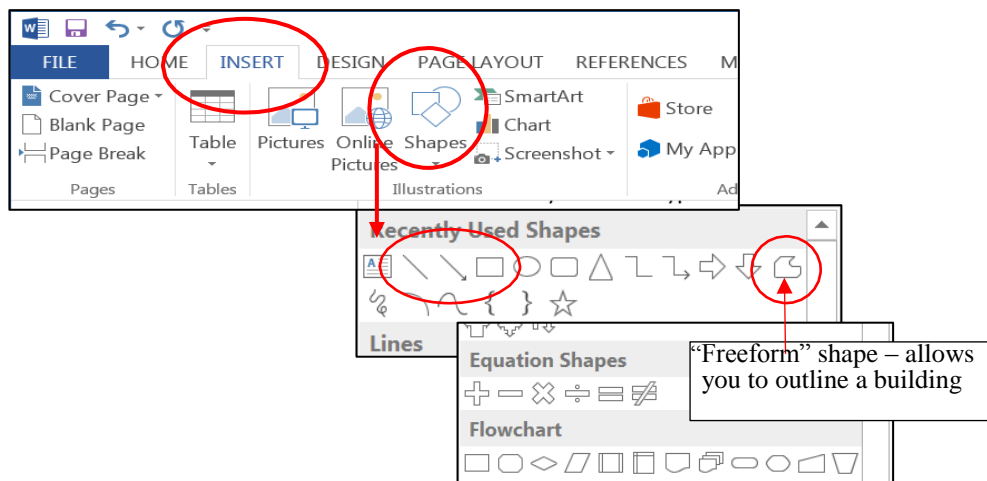 FILE HOME INSERT DESIGN PAGE LAYOUT REFERENCES M
Cover Page
Blank Page
Page Break
Pages
Table
Tables
Pictures
Online
Pictures
Shapes
SmartArt
Chart
Screenshot
Illustrations
Store
My App
Ad
Recently Used Shapes
A
Lines
Equation Shapes
Flowchart
“Freeform” shape – allows
you to outline a building